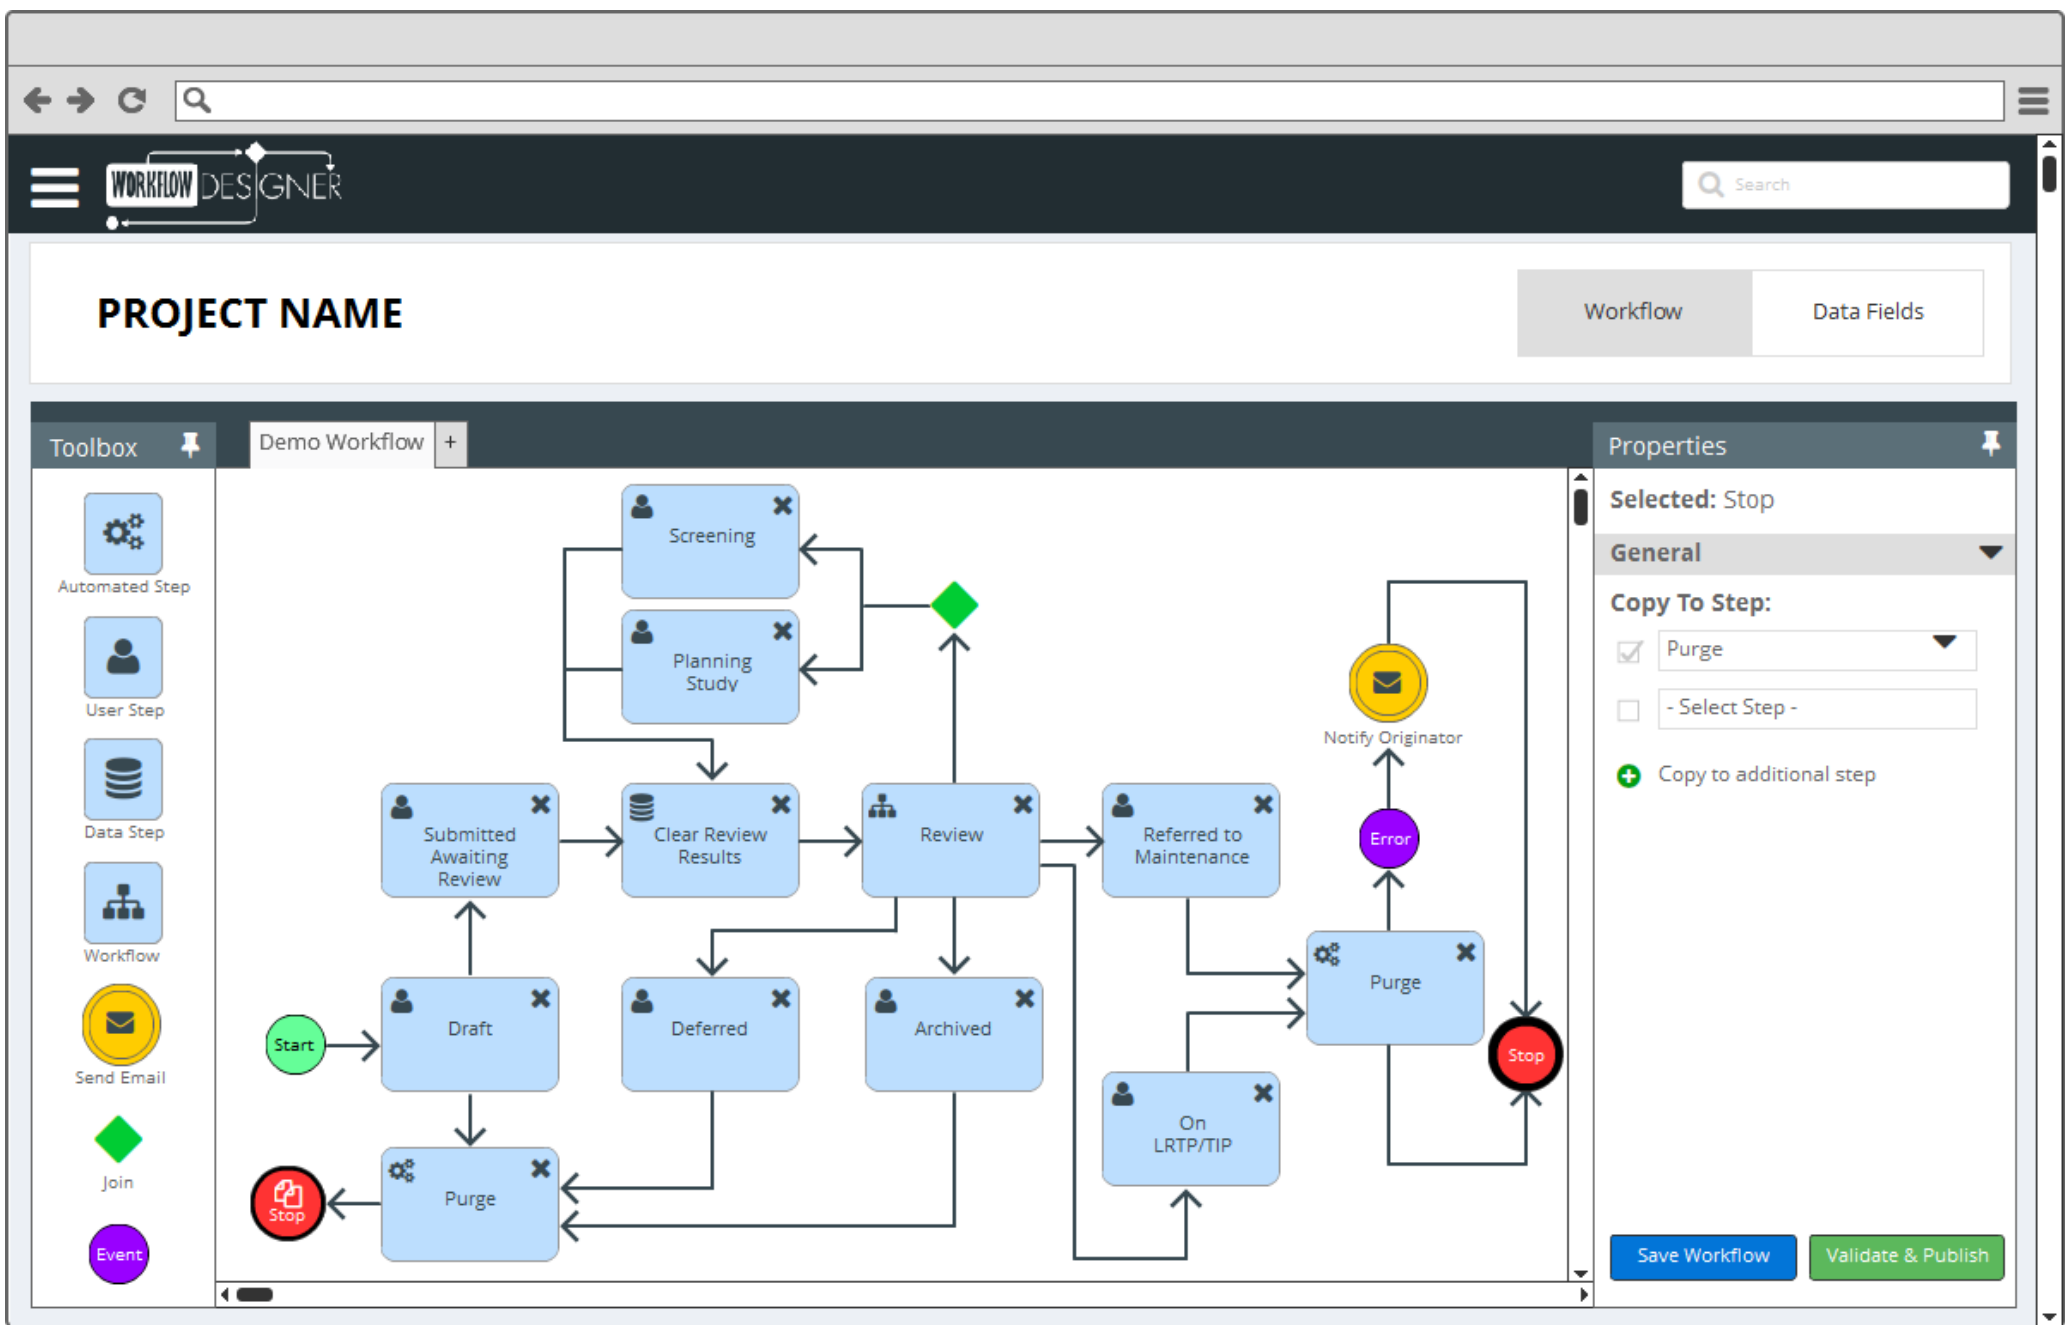 WORKFLOW DESIGNER
Search
PROJECT NAME
Workflow
Data Fields
Toolbox
Demo Workflow
+
Properties
Automated Step
User Step
Data Step
Workflow
Send Email
Join
Event
Screening
Planning
Study
Submitted
Awaiting
Review
Clear Review
Results
Review
Referred to
Maintenance
Notify Originator
Error
Purge
Stop
Start
Draft
Deferred
Archived
On
LRTP/TIP
Stop
Purge
Selected: Stop
General
Copy To Step:
Purge
- Select Step -
Copy to additional step
Save Workflow
Validate & Publish